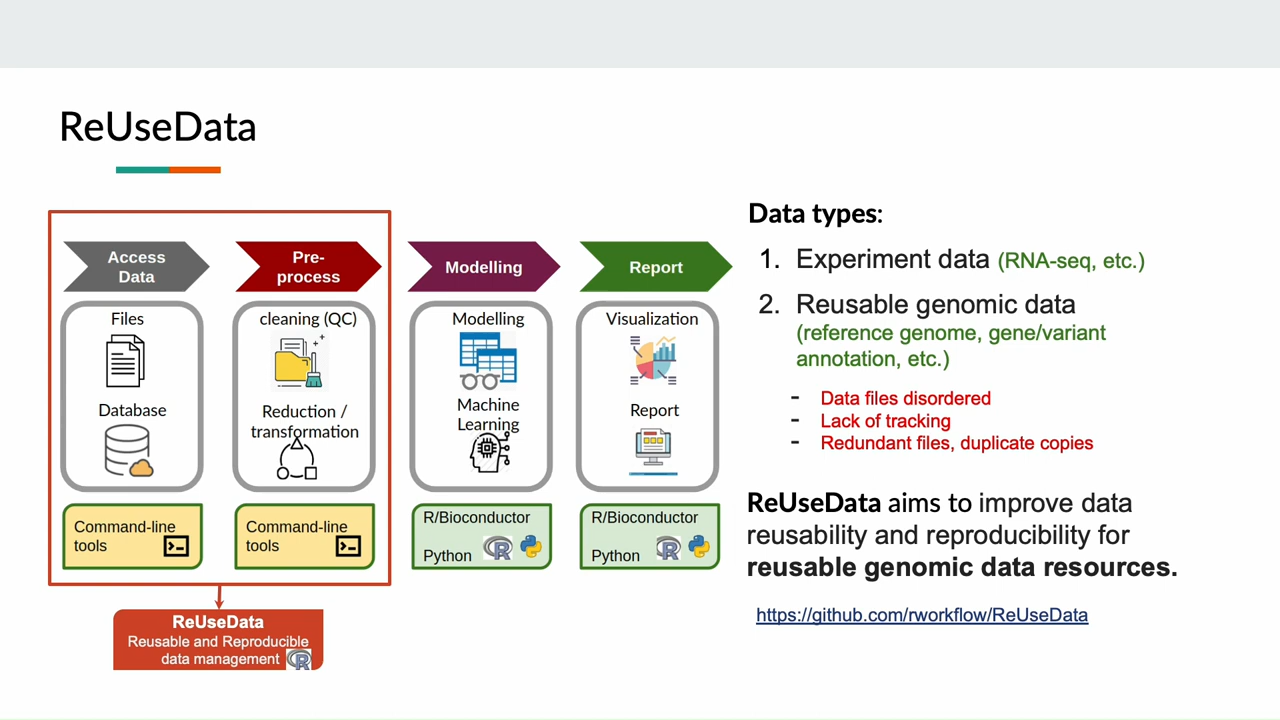 ReUseData
Access
Data
Pre-
process
Modelling
Report
Files
Database
cleaning (QC)
Reduction /
transformation
Modelling
Machine
Learning
Visualization
Report
Command-line
tools
Command-line
tools
R/Bioconductor
Python
R/Bioconductor
Python
ReUseData
Reusable and Reproducible
data management
Data types:
1. Experiment data (RNA-seq, etc.)
2. Reusable genomic data
(reference genome, gene/variant
annotation, etc.)
- Data files disordered
- Lack of tracking
- Redundant files, duplicate copies
ReUseData aims to improve data
reusability and reproducibility for
reusable genomic data resources.
https://github.com/rworkflow/ReUseData